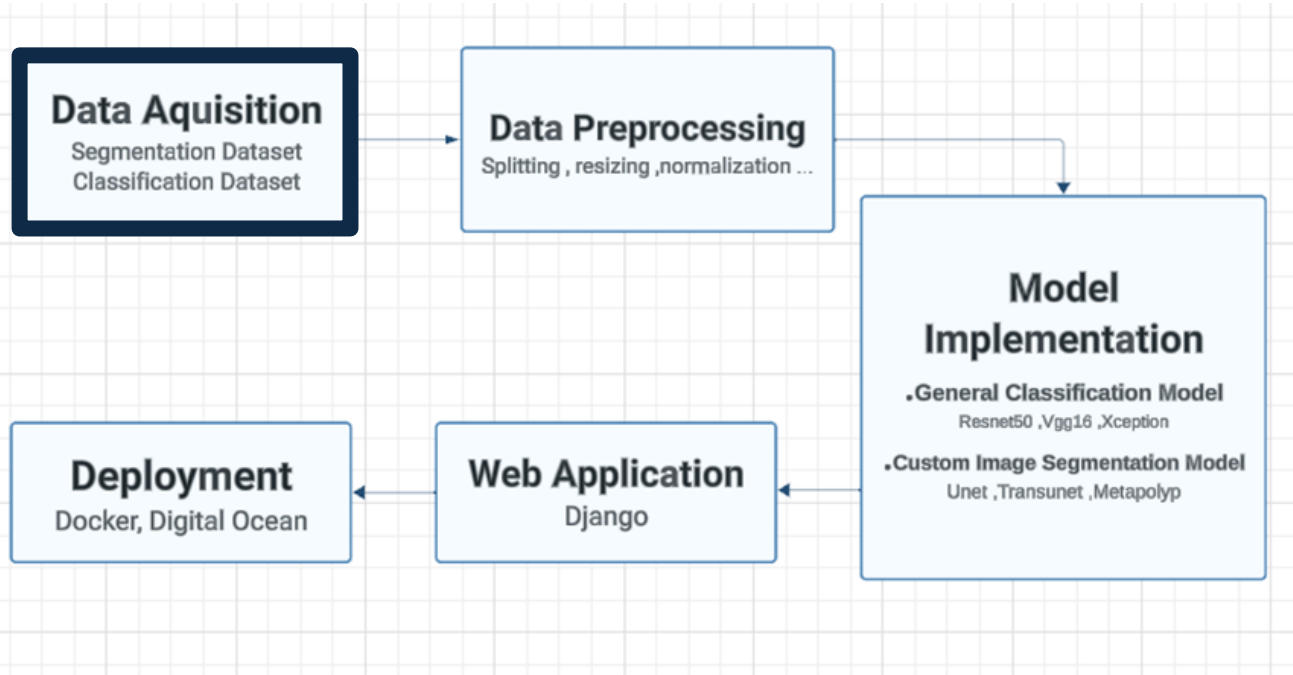 Data Aquisition
Segmentation Dataset
Classification Dataset
Data Preprocessing
Splitting , resizing ,normalization ...
Model
Implementation
.General Classification Model
Resnet50 ,Vgg16 ,Xception
.Custom Image Segmentation Model
Unet ,Transunet ,Metapolyp
Web Application
Django
Deployment
Docker, Digital Ocean